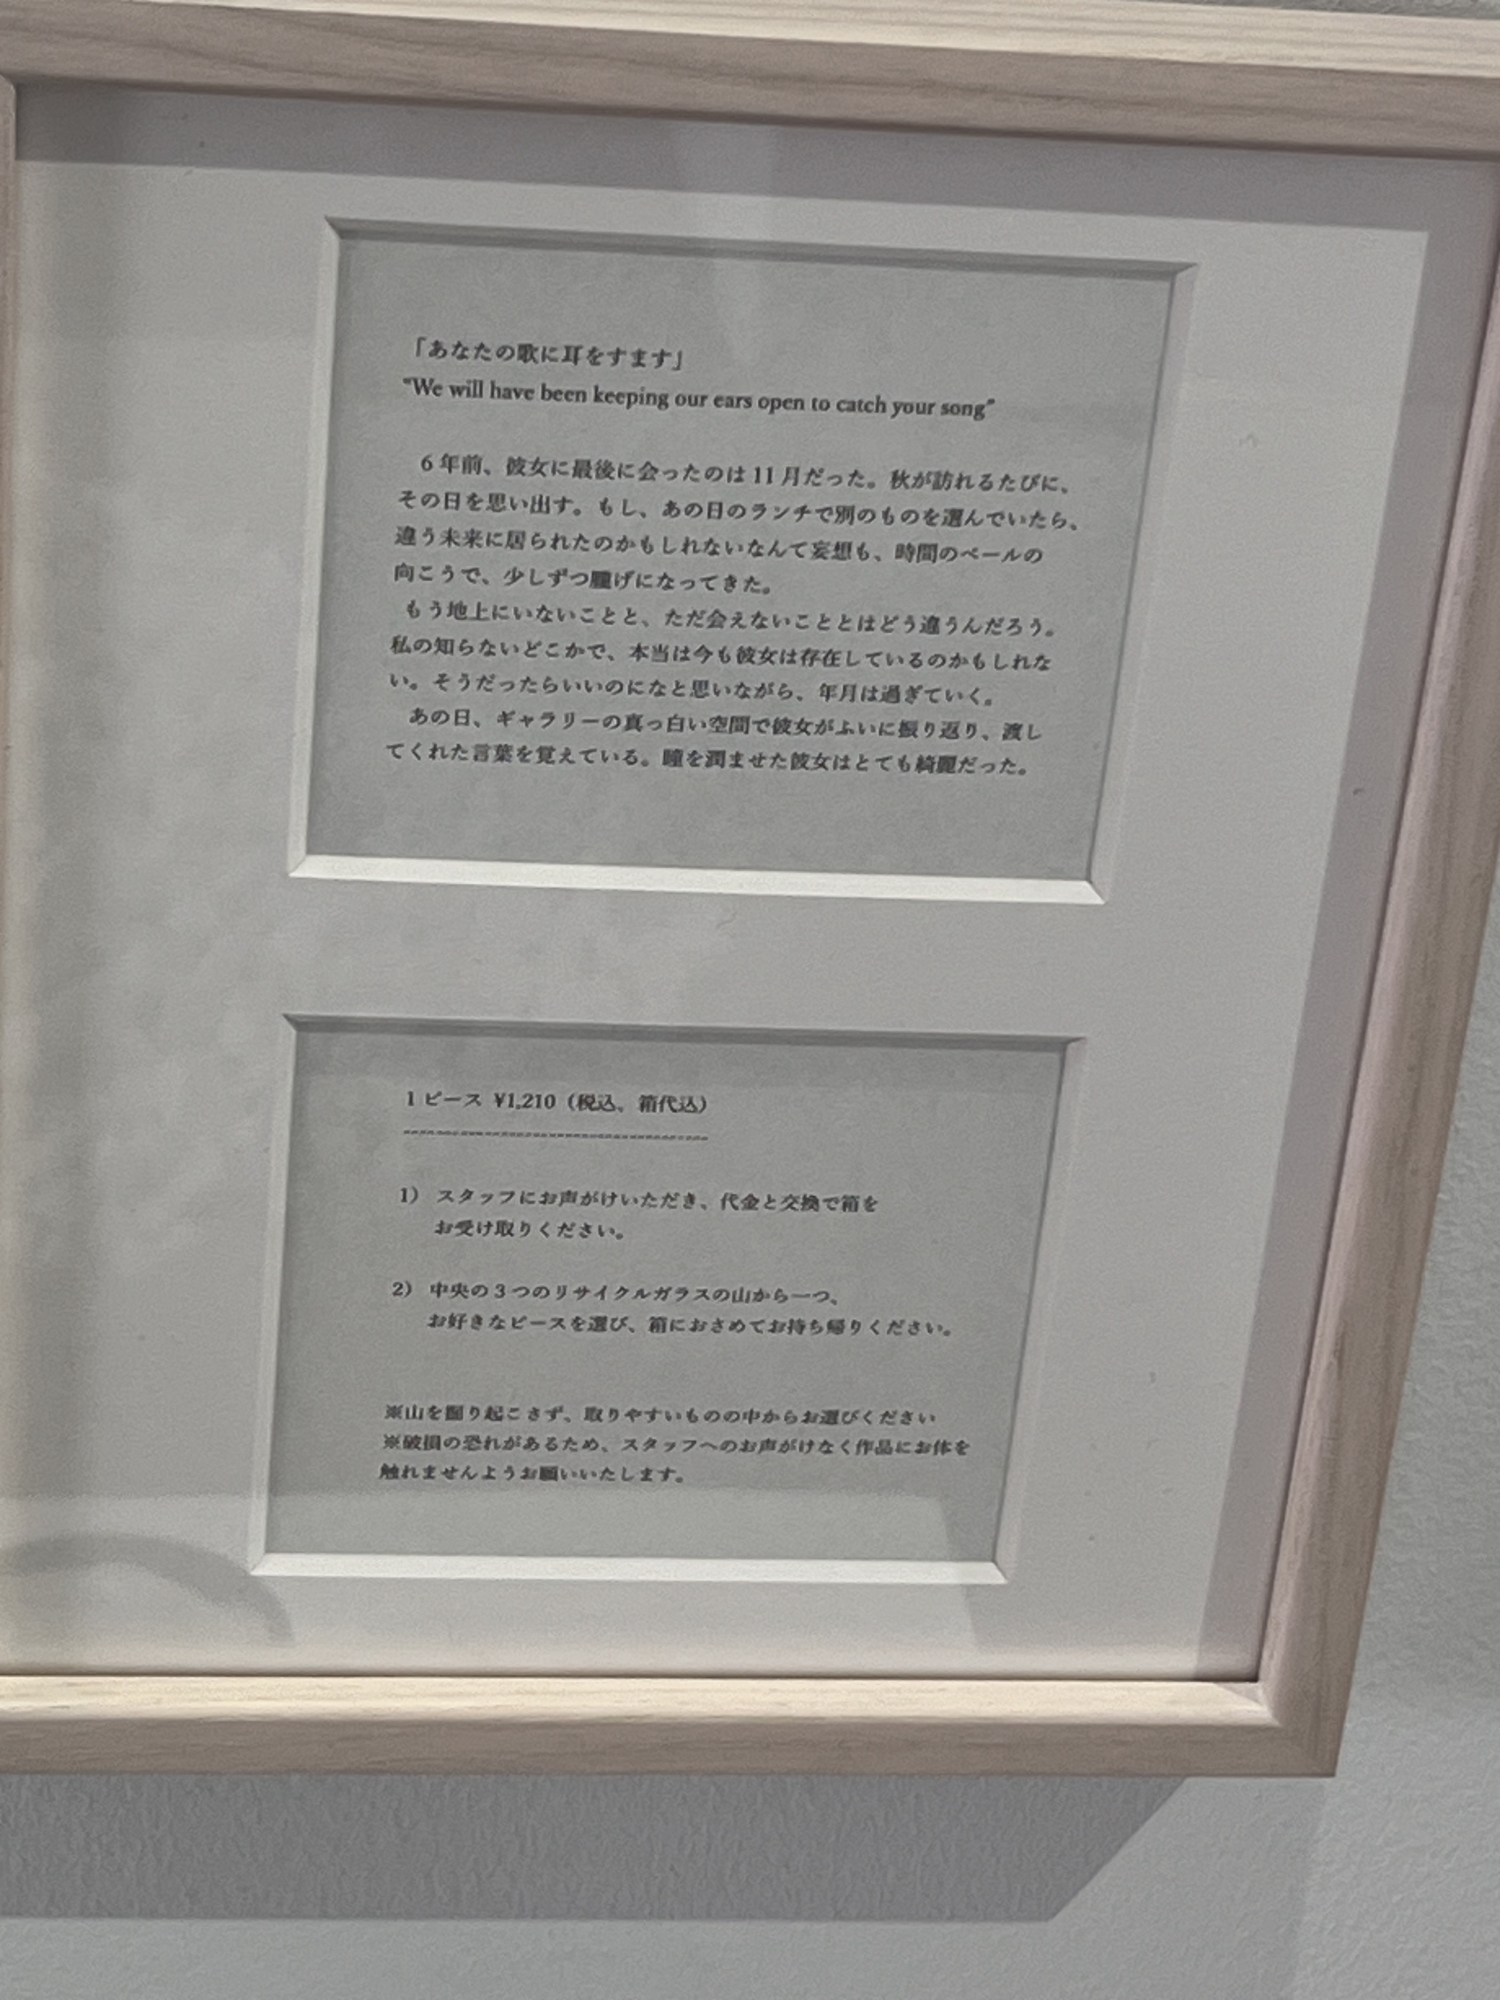 「あなたの歌に耳をすます」
"We will have been keeping our ears open to catch your song"
6 年前、彼女に最後に会ったのは 11 月だった。秋が訪れるたびに、
その日を思い出す。もし、あの日のランチで別のものを選んでいたら、
違う未来に居られたのかもしれないなんて妄想も、時間のベールの
向こうで、少しずつ朧げになってきた。
もう地上にいないことと、ただ会えないこととはどう違うんだろう。
私の知らないどこかで、本当は今も彼女は存在しているのかもしれな
い。そうだったらいいのになと思いながら、年月は過ぎていく。
あの日、ギャラリーの真っ白い空間で彼女がふいに振り返り、渡し
てくれた言葉を覚えている。瞳を潤ませた彼女はとても綺麗だった。
1 ピース ¥1,210（税込、箱代込）
----------------------------------------
1） スタッフにお声がけいただき、代金と交換で箱を
お受け取りください。
2） 中央の 3 つのリサイクルガラスの山から一つ、
お好きなピースを選び、箱におさめてお持ち帰りください。
※山を掘り起こさず、取りやすいものの中からお選びください
※破損の恐れがあるため、スタッフへのお声がけなく作品にお体を
触れませんようお願いいたします。